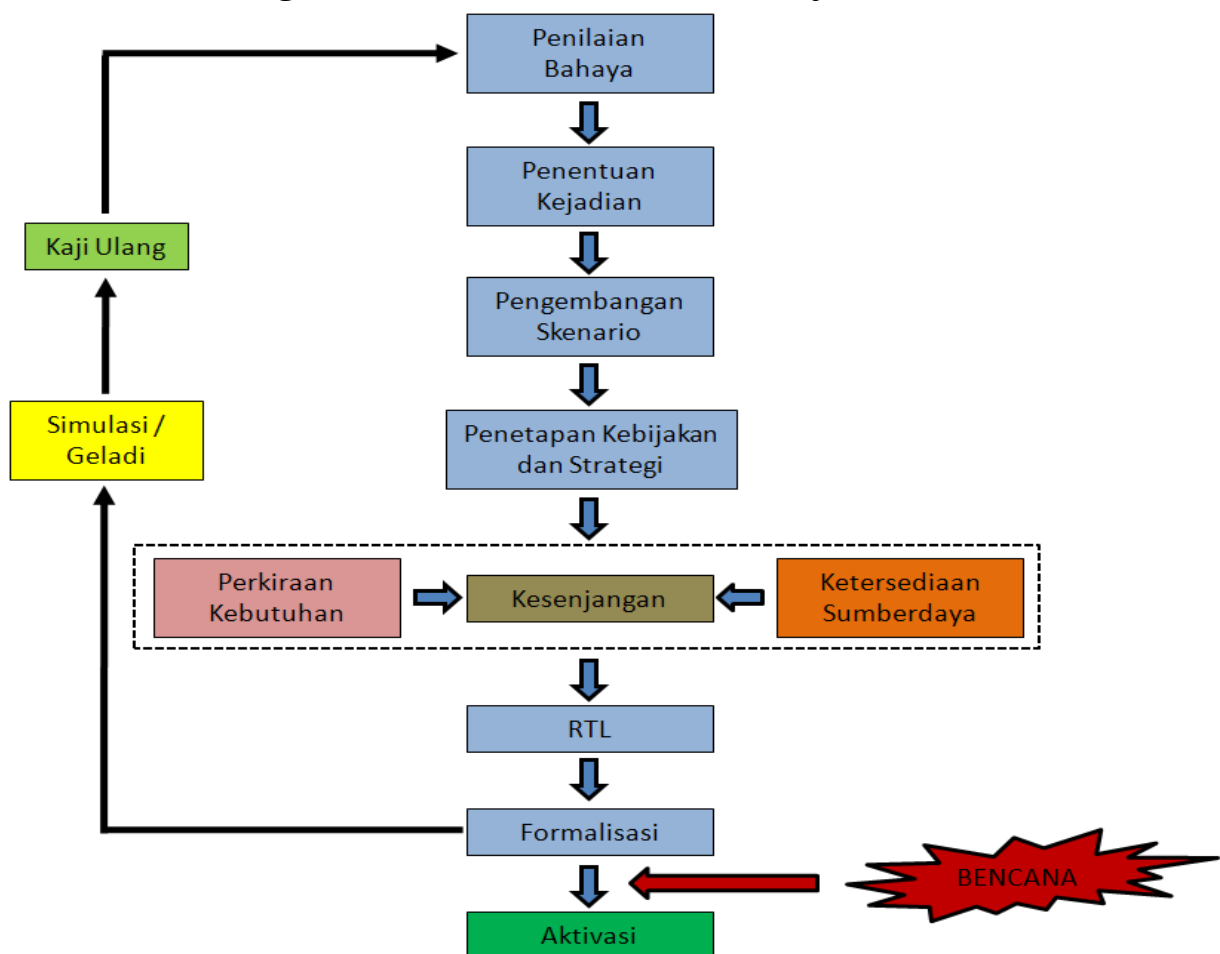 Penilaian
Bahaya
Penentuan
Kejadian
Kaji Ulang
Pengembangan
Skenario
Simulasi /
Geladi
Penetapan Kebijakan
dan Strategi
Perkiraan
Kebutuhan
Kesenjangan
Ketersediaan
Sumberdaya
RTL
Formalisasi
BENCANA
Aktivasi